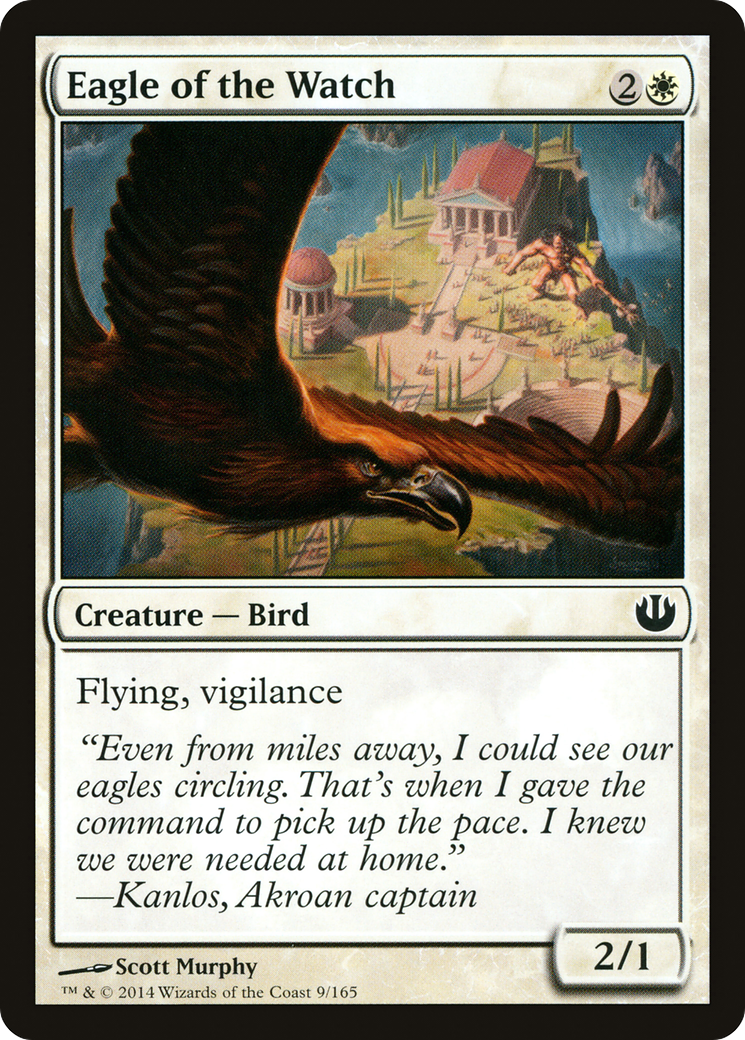 Eagle of the Watch
2
Creature — Bird
Flying, vigilance
“Even from miles away, I could see our
eagles circling. That’s when I gave the
command to pick up the pace. I knew
we were needed at home.”
—Kanlos, Akroan captain
2/1
Scott Murphy
™ & © 2014 Wizards of the Coast 9/165